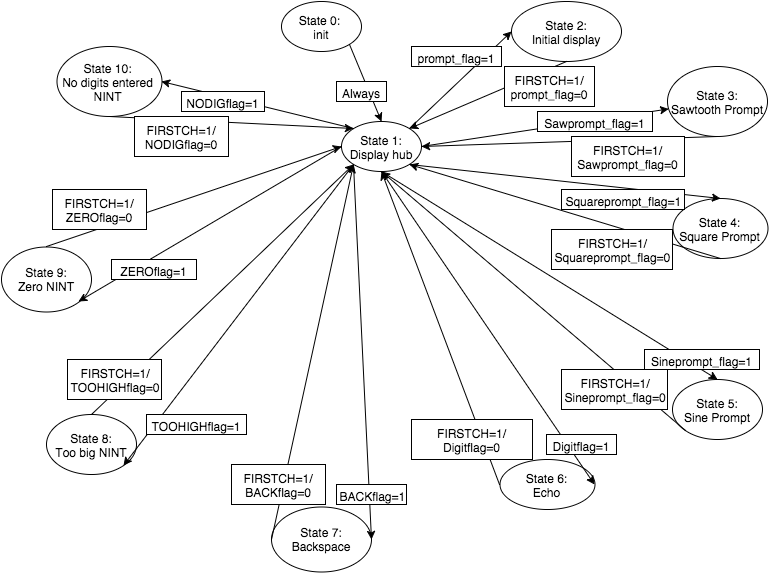 State 0:
init
State 2:
Initial display
prompt_flag=1
FIRSTCH=1/
prompt_flag=0
Always
State 10:
No digits entered
NINT
NODIGflag=1
FIRSTCH=1/
NODIGflag=0
State 1:
Display hub
State 3:
Sawtooth Prompt
Sawprompt_flag=1
FIRSTCH=1/
Sawprompt_flag=0
Squareprompt_flag=1
State 4:
Square Prompt
FIRSTCH=1/
Squareprompt_flag=0
FIRSTCH=1/
ZEROflag=0
State 9:
Zero NINT
ZEROflag=1
Sineprompt_flag=1
FIRSTCH=1/
Sineprompt_flag=0
State 5:
Sine Prompt
FIRSTCH=1/
TOOHIGHflag=0
State 8:
Too big NINT
TOOHIGHflag=1
FIRSTCH=1/
Digitflag=0
Digitflag=1
State 6:
Echo
FIRSTCH=1/
BACKflag=0
BACKflag=1
State 7:
Backspace